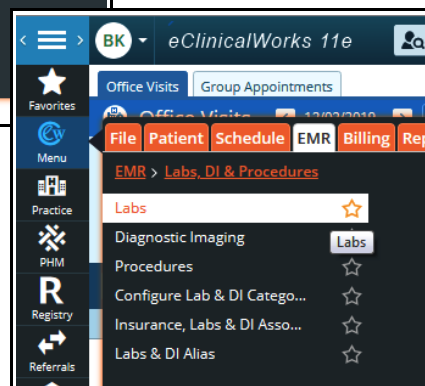 BK eClinicalWorks 11e
Office Visits Group Appointments
Favorites
Office Visits 12/02/2019
Menu
File Patient Schedule EMR Billing Rep
EMR > Labs, DI & Procedures
Practice
Labs
Diagnostic Imaging
Labs
PHM
Procedures
R
Configure Lab & DI Catego...
Registry
Insurance, Labs & DI Asso...
Labs & DI Alias
Referrals